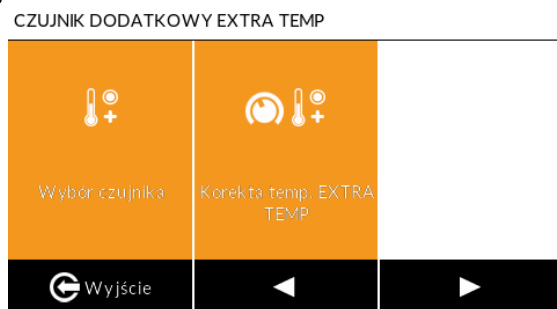 CZUJNIK DODATKOWY EXTRA TEMP
Wybór czujnika
Korekta temp. EXTRA
TEMP
Wyjście